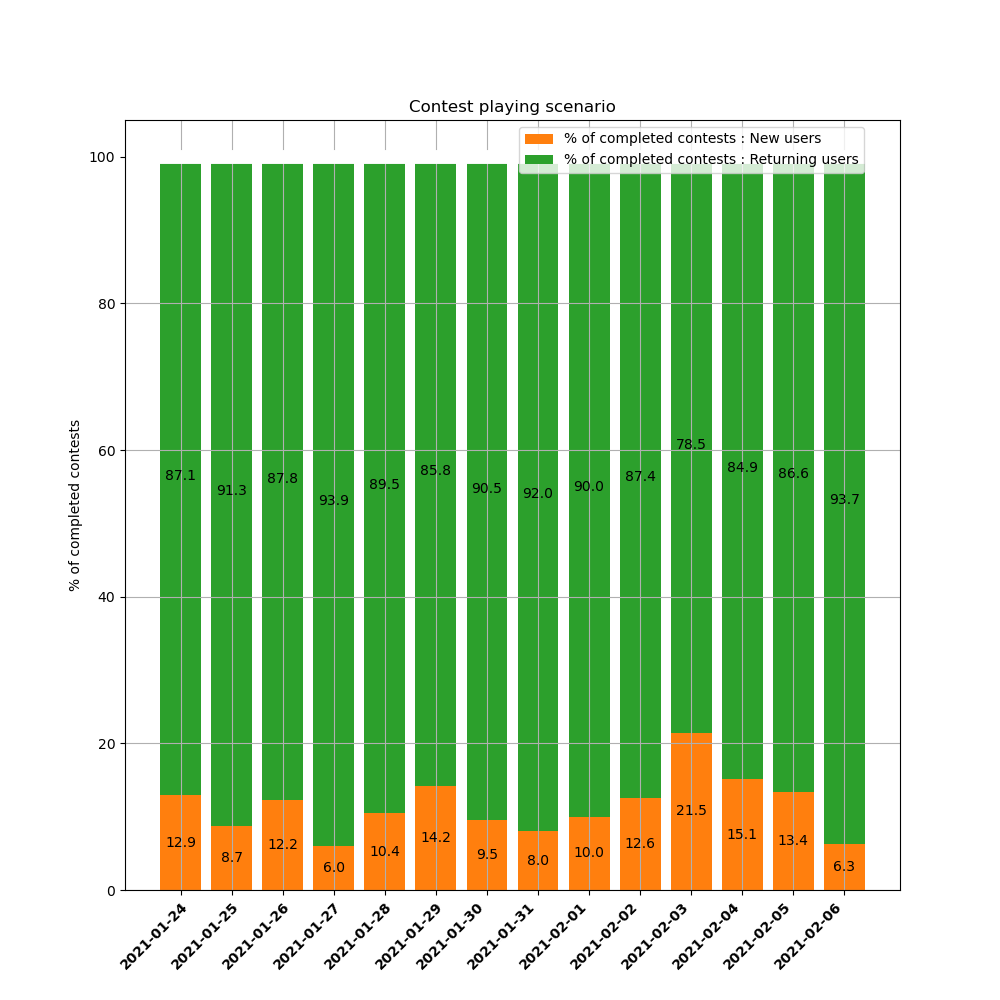 Contest playing scenario
% of completed contests : New users
% of completed contests : Returning users
% of completed contests
100
80
60
40
20
0
87.1 91.3 87.8 93.9 89.5 85.8 90.5 92.0 90.0 87.4 78.5 84.9 86.6 93.7
12.9 8.7 12.2 6.0 10.4 14.2 9.5 8.0 10.0 12.6 21.5 15.1 13.4 6.3
2021-01-24 2021-01-25 2021-01-26 2021-01-27 2021-01-28 2021-01-29 2021-01-30 2021-01-31 2021-02-01 2021-02-02 2021-02-03 2021-02-04 2021-02-05 2021-02-06